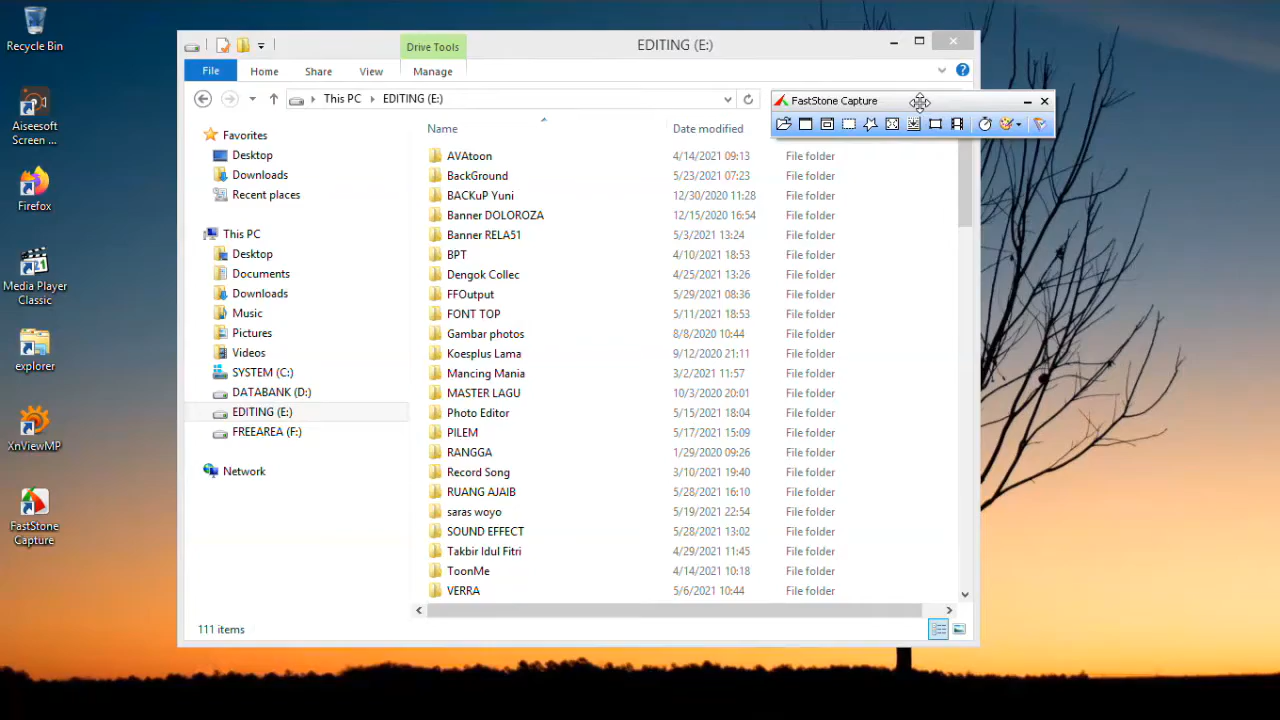 Recycle Bin
Aiseesoft
Screen ...
Firefox
Media Player
Classic
explorer
XnViewMP
FastStone
Capture
Drive Tools
EDITING (E:)
File
Home
Share
View
Manage
This PC
EDITING (E:)
FastStone Capture
Favorites
Desktop
Downloads
Recent places
This PC
Desktop
Documents
Downloads
Music
Pictures
Videos
SYSTEM (C:)
DATABANK (D:)
EDITING (E:)
FREEAREA (F:)
Network
Name Date modified
AVAtoon 4/14/2021 09:13 File folder
BackGround 5/23/2021 07:23 File folder
BACKuP Yuni 12/30/2020 11:28 File folder
Banner DOLOROZA 12/15/2020 16:54 File folder
Banner RELA51 5/3/2021 13:24 File folder
BPT 4/10/2021 18:53 File folder
Dengok Collec 4/25/2021 13:26 File folder
FFOutput 5/29/2021 08:36 File folder
FONT TOP 5/11/2021 18:53 File folder
Gambar photos 8/8/2020 10:44 File folder
Koesplus Lama 9/12/2020 21:11 File folder
Mancing Mania 3/2/2021 11:57 File folder
MASTER LAGU 10/3/2020 20:01 File folder
Photo Editor 5/15/2021 18:04 File folder
PILEM 5/17/2021 15:09 File folder
RANGGA 1/29/2020 09:26 File folder
Record Song 3/10/2021 19:40 File folder
RUANG AJAIB 5/28/2021 16:10 File folder
saras woyo 5/19/2021 22:54 File folder
SOUND EFFECT 5/28/2021 13:02 File folder
Takbir Idul Fitri 4/29/2021 11:45 File folder
ToonMe 4/14/2021 10:18 File folder
VERRA 5/6/2021 10:44 File folder
111 items